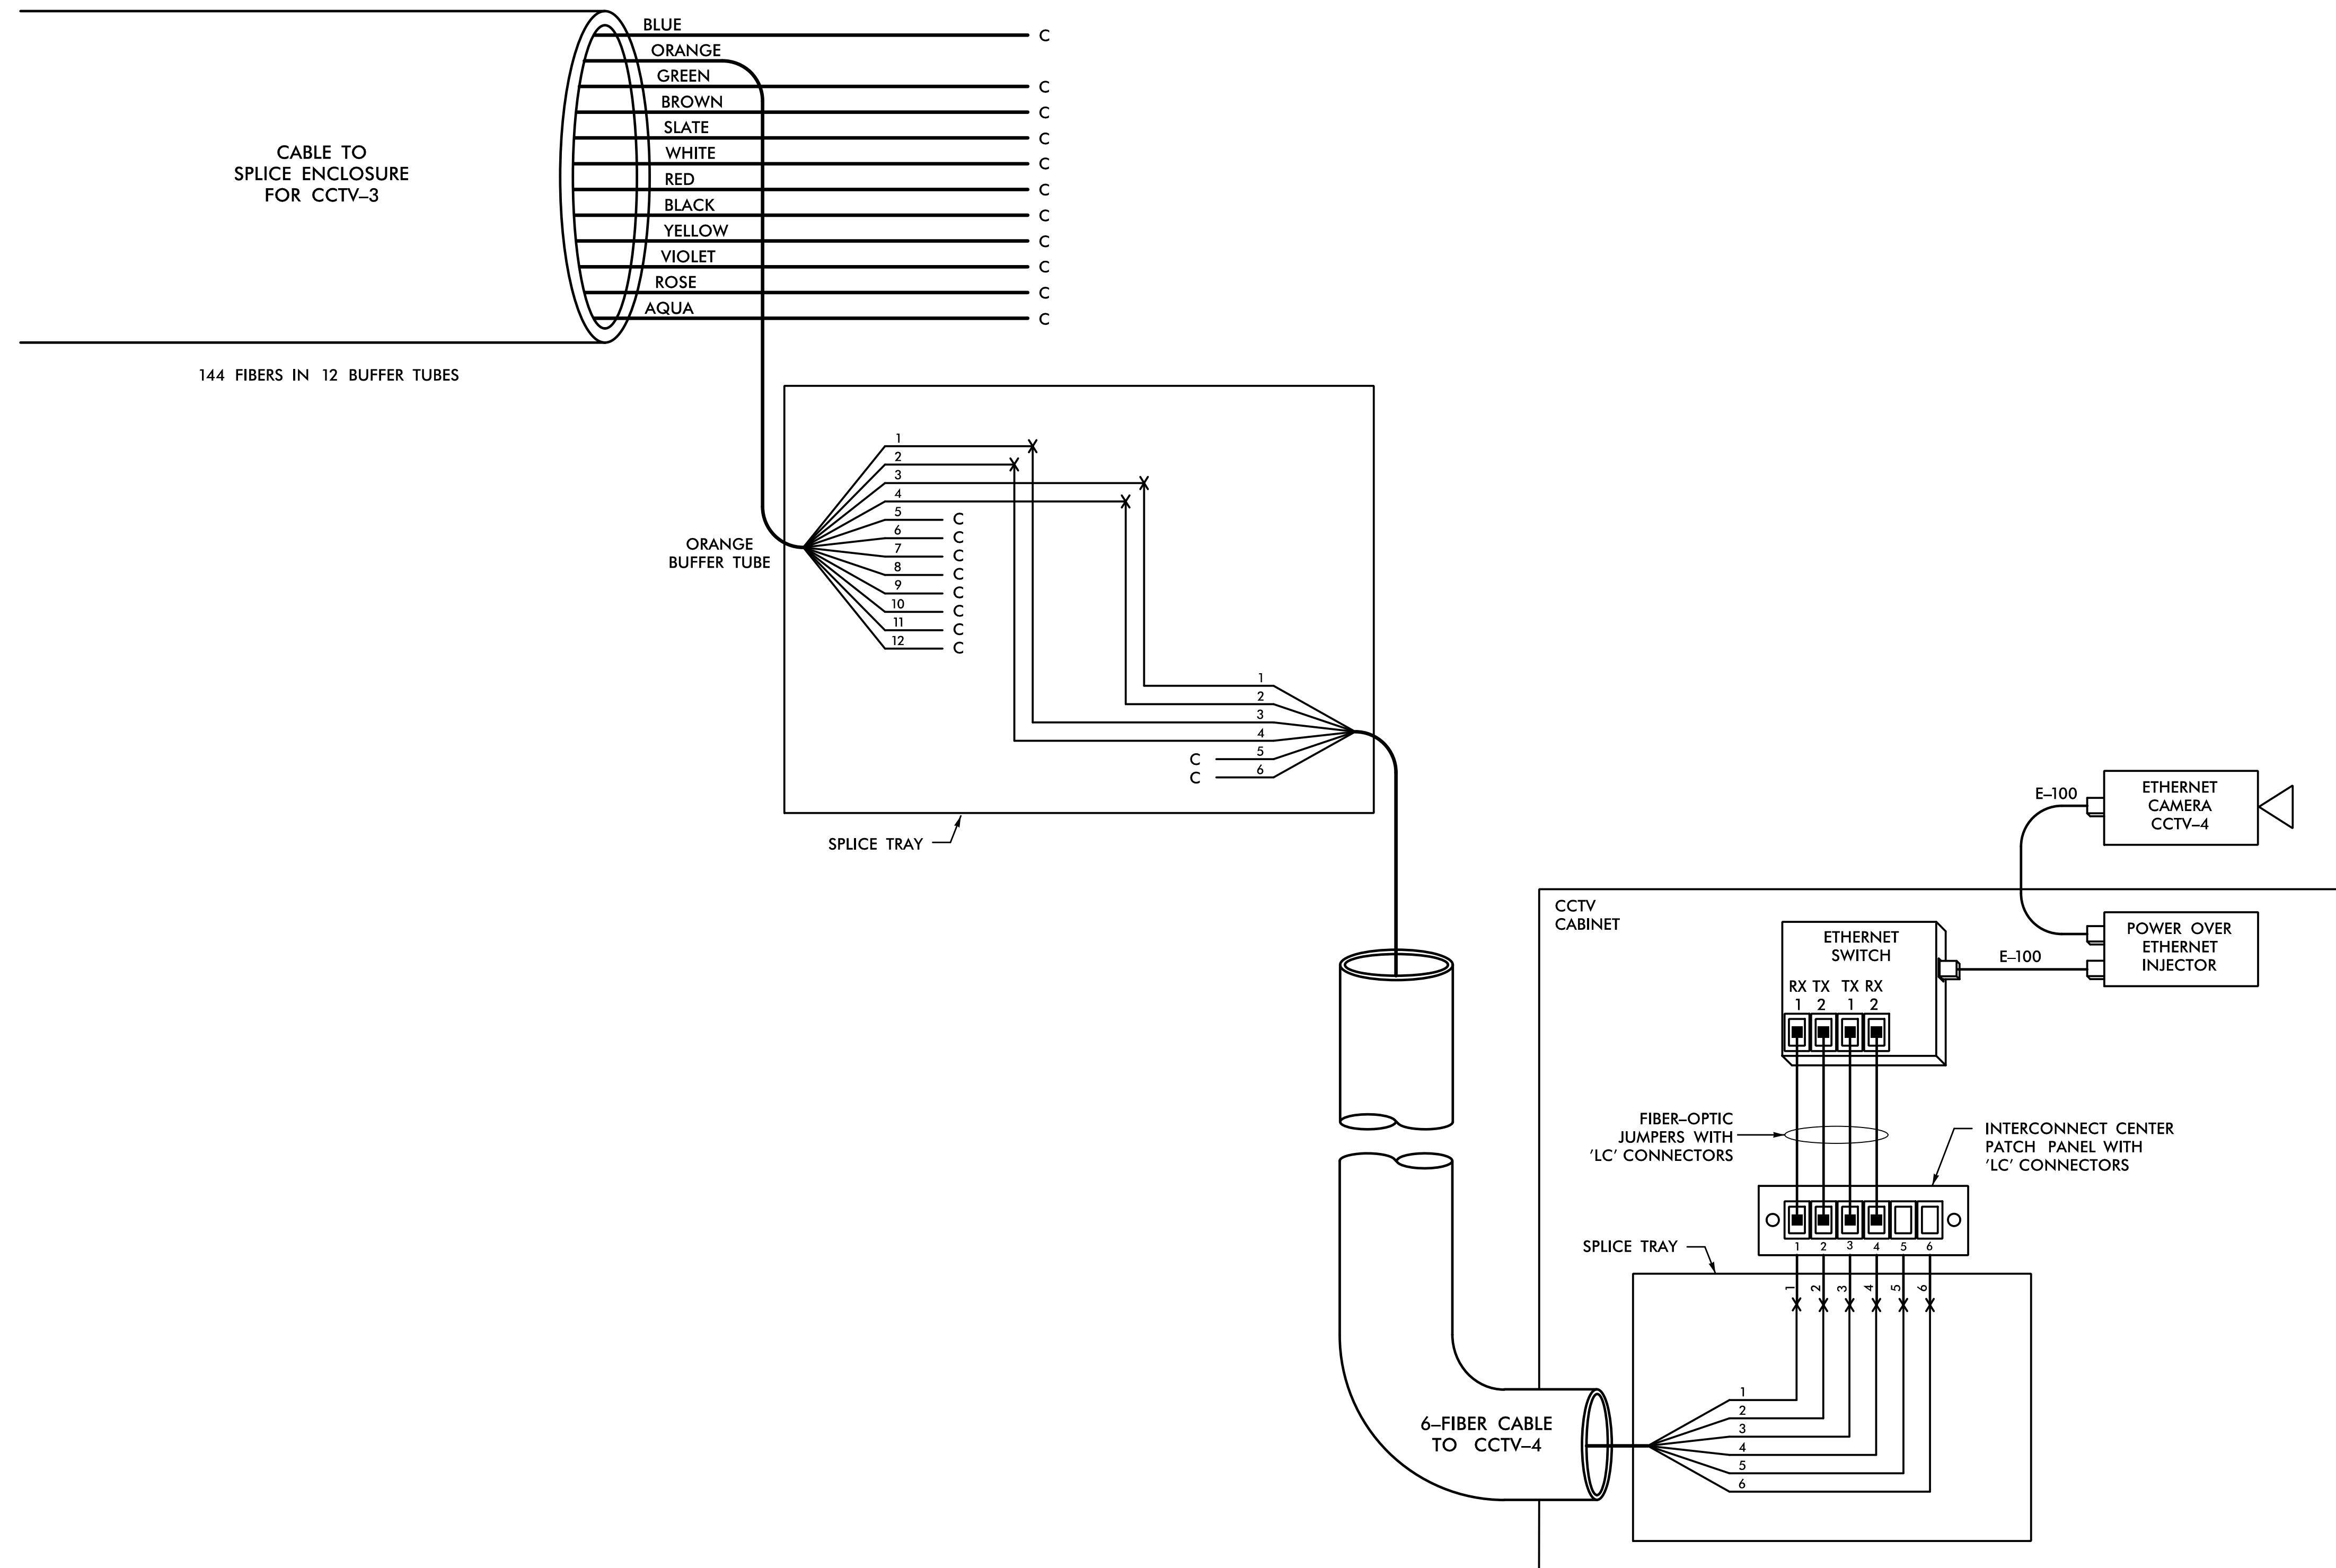 BLUE
C
ORANGE
GREEN
C
BROWN
C
SLATE
C
WHITE
C
RED
C
BLACK
C
YELLOW
C
VIOLET
C
ROSE
C
AQUA
C
CABLE TO
SPLICE ENCLOSURE
FOR CCTV–3
144 FIBERS IN 12 BUFFER TUBES
1
2
3
4
5 C
6 C
7 C
8 C
9 C
10 C
11 C
12 C
ORANGE
BUFFER TUBE
1
2
3
4
C 5
C 6
SPLICE TRAY
E–100
ETHERNET
CAMERA
CCTV–4
CCTV
CABINET
ETHERNET
SWITCH
RX TX TX RX
1 2 1 2
E–100
POWER OVER
ETHERNET
INJECTOR
FIBER–OPTIC
JUMPERS WITH
'LC' CONNECTORS
INTERCONNECT CENTER
PATCH PANEL WITH
'LC' CONNECTORS
1 2 3 4 5 6
SPLICE TRAY
1 2 3 4 5 6
1
2
3
4
5
6
6–FIBER CABLE
TO CCTV–4